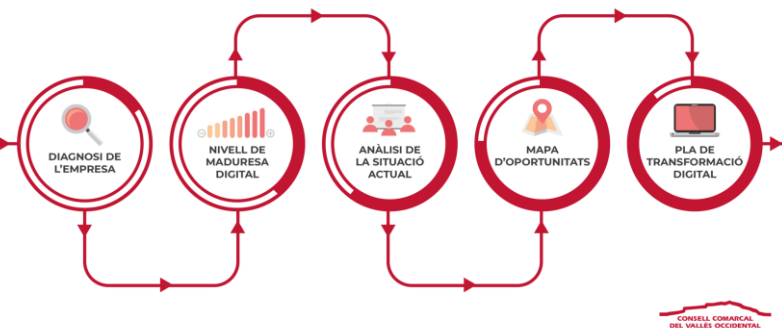 DIAGNOSI DE
L'EMPRESA
NIVELL DE
MADURESA
DIGITAL
ANÀLISI DE
LA SITUACIÓ
ACTUAL
MAPA
D'OPORTUNITATS
PLA DE
TRANSFORMACIÓ
DIGITAL
CONSELL COMARCAL
DEL VALLÈS OCCIDENTAL